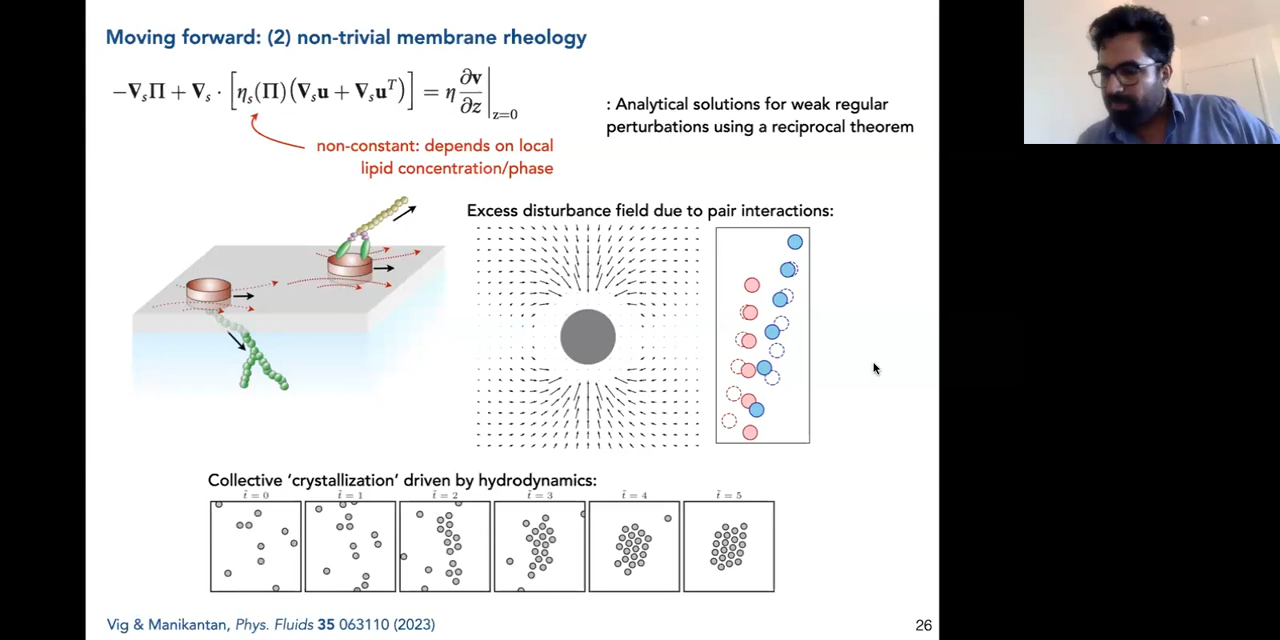 Moving forward: (2) non-trivial membrane rheology
−∇ₛΠ + ∇ₛ · [ηₛ(Π)(∇ₛu + ∇ₛuᵀ)] = η ∂v/∂z |z=0
: Analytical solutions for weak regular
perturbations using a reciprocal theorem
non-constant: depends on local
lipid concentration/phase
Excess disturbance field due to pair interactions:
Collective 'crystallization' driven by hydrodynamics:
t̃ = 0
t̃ = 1
t̃ = 2
t̃ = 3
t̃ = 4
t̃ = 5
Vig & Manikantan, Phys. Fluids 35 063110 (2023)
26